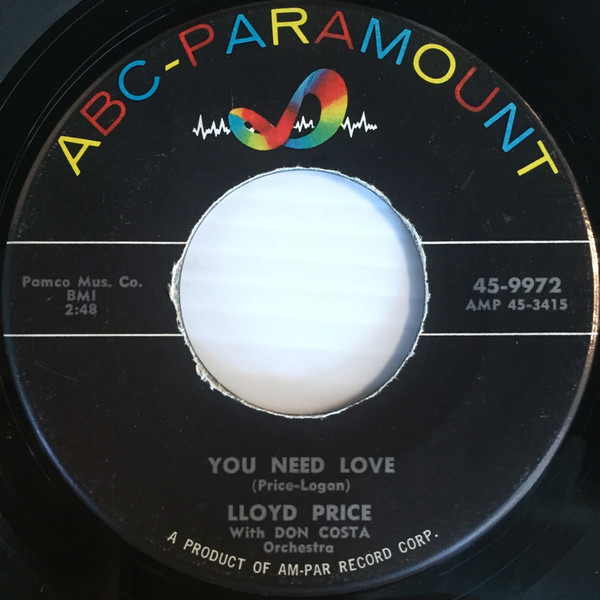 ABC-PARAMOUNT
Pamco Mus. Co.
BMI
2:48
45-9972
AMP 45-3415
YOU NEED LOVE
(Price-Logan)
LLOYD PRICE
With DON COSTA
Orchestra
A PRODUCT OF AM-PAR RECORD CORP.